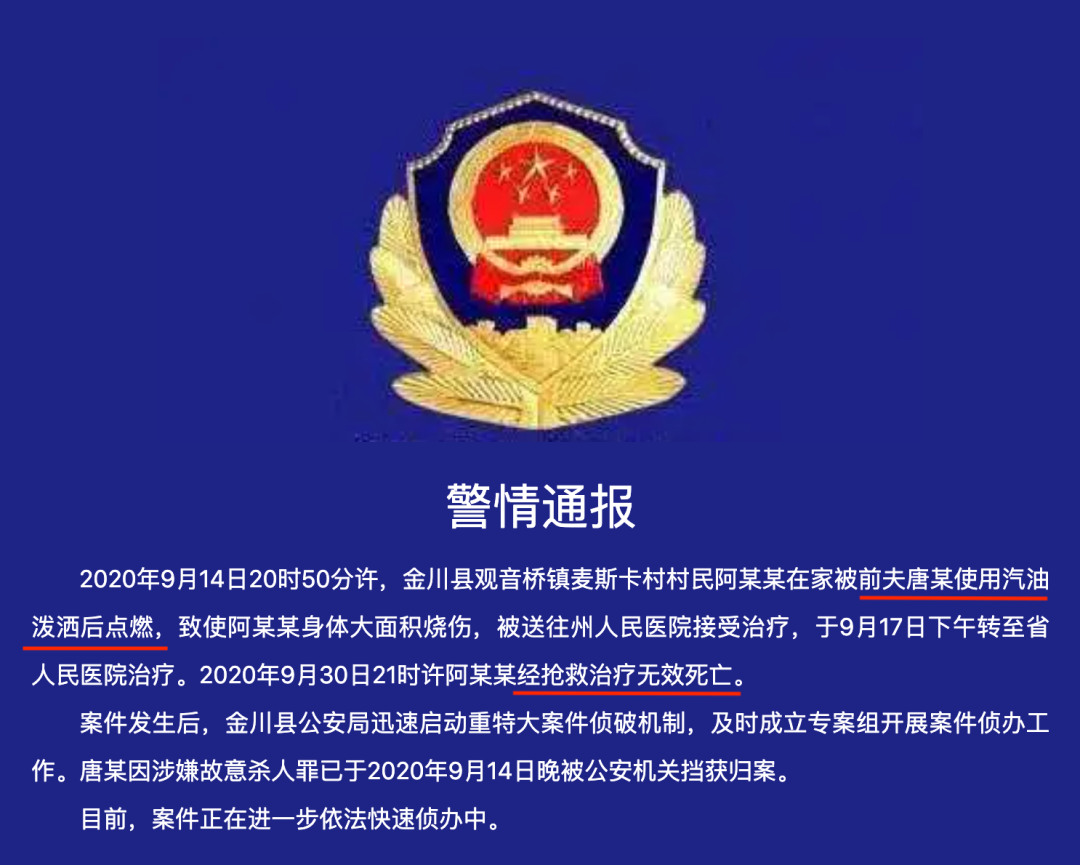 警情通报
2020年9月14日20时50分许，金川县观音桥镇麦斯卡村村民阿某某在家被前夫唐某使用汽油
泼洒后点燃，致使阿某某身体大面积烧伤，被送往州人民医院接受治疗，于9月17日下午转至省
人民医院治疗。2020年9月30日21时许阿某某经抢救治疗无效死亡。
案件发生后，金川县公安局迅速启动重特大案件侦破机制，及时成立专案组开展案件侦办工
作。唐某因涉嫌故意杀人罪已于2020年9月14日晚被公安机关挡获归案。
目前，案件正在进一步依法快速侦办中。